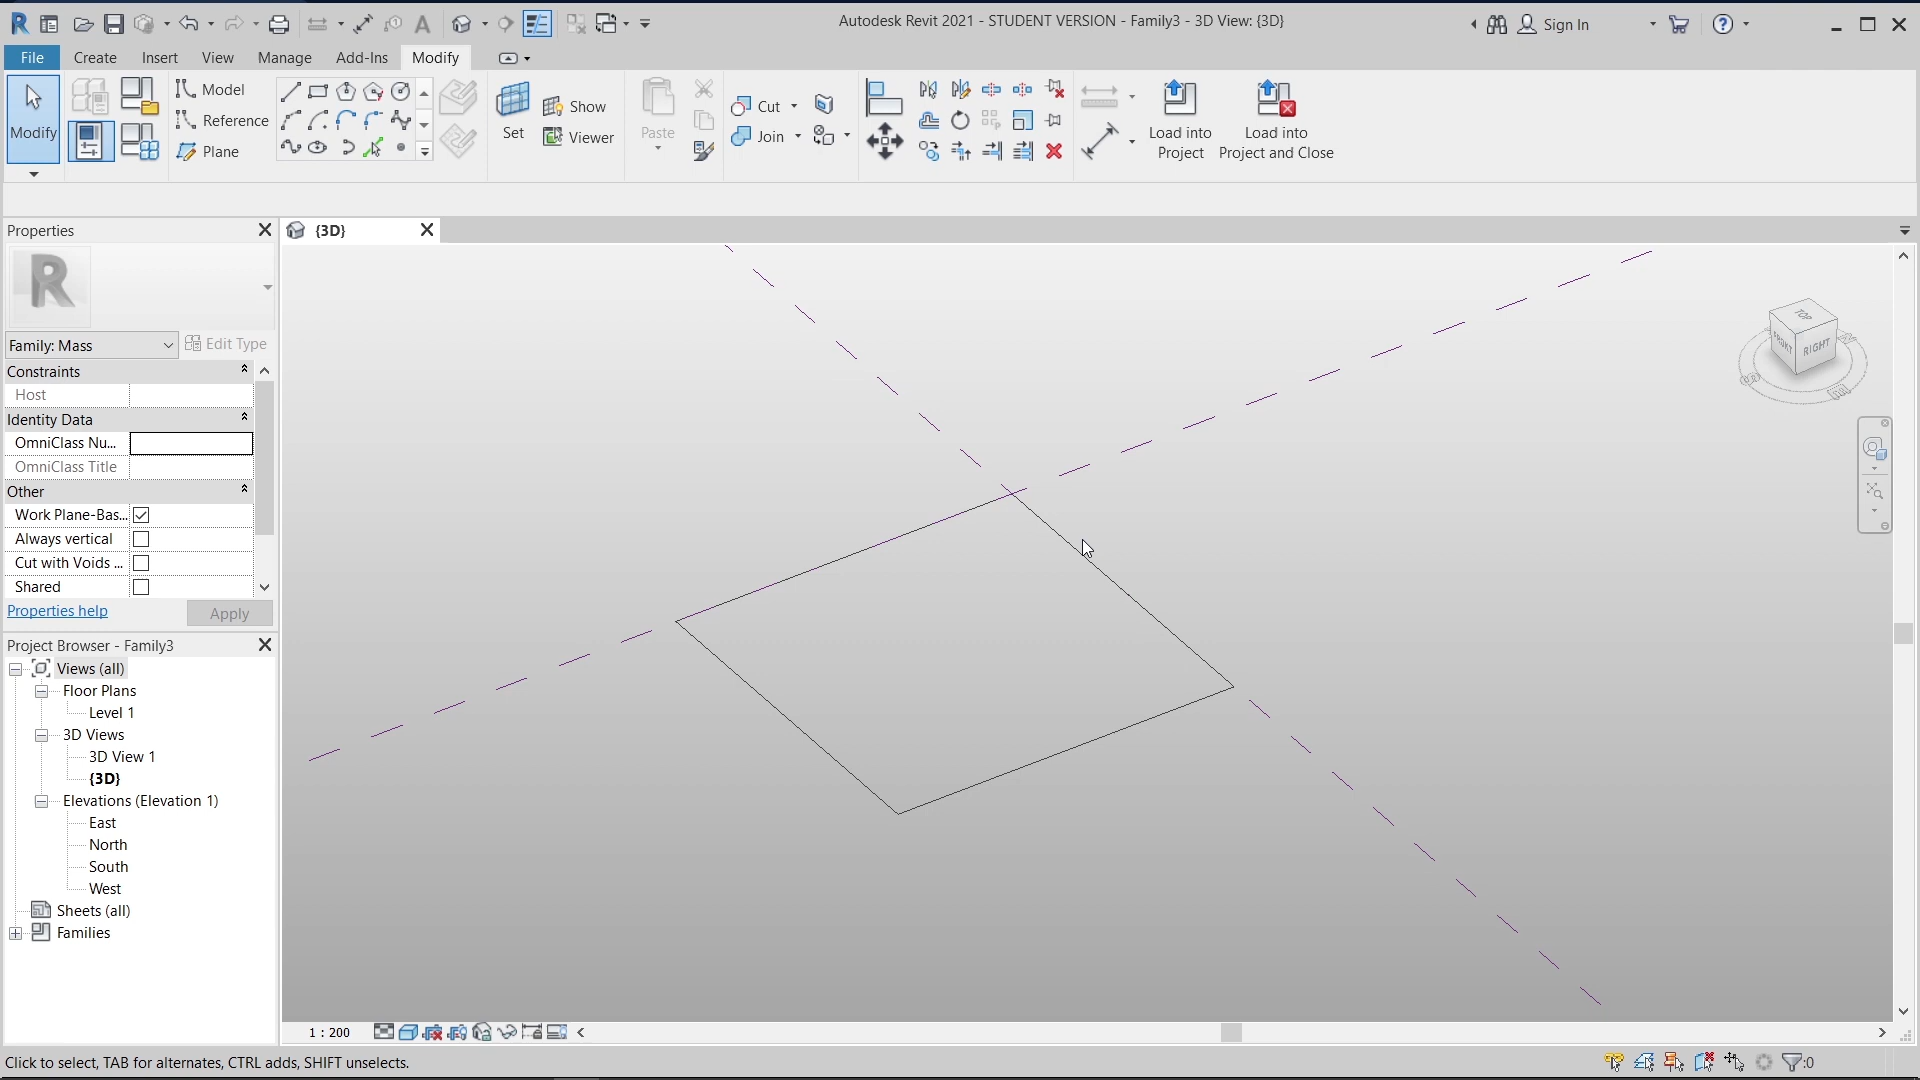 Autodesk Revit 2021 - STUDENT VERSION - Family3 - 3D View: {3D}
Sign In
File Create Insert View Manage Add-Ins Modify
Modify
Model
Reference
Plane
Set
Show
Viewer
Paste
Cut
Join
Load into Project
Load into Project and Close
Properties
{3D}
R
Family: Mass
Edit Type
Constraints
Host
Identity Data
OmniClass Nu...
OmniClass Title
Other
Work Plane-Bas...
Always vertical
Cut with Voids ...
Shared
Properties help
Apply
Project Browser - Family3
Views (all)
Floor Plans
Level 1
3D Views
3D View 1
{3D}
Elevations (Elevation 1)
East
North
South
West
Sheets (all)
Families
TOP
FRONT
RIGHT
S
E
N
1 : 200
Click to select, TAB for alternates, CTRL adds, SHIFT unselects.
:0